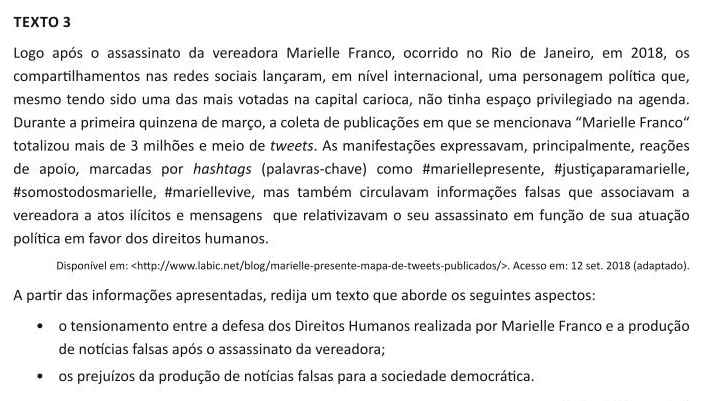 TEXTO 3
Logo após o assassinato da vereadora Marielle Franco, ocorrido no Rio de Janeiro, em 2018, os
compartilhamentos nas redes sociais lançaram, em nível internacional, uma personagem política que,
mesmo tendo sido uma das mais votadas na capital carioca, não tinha espaço privilegiado na agenda.
Durante a primeira quinzena de março, a coleta de publicações em que se mencionava “Marielle Franco“
totalizou mais de 3 milhões e meio de tweets. As manifestações expressavam, principalmente, reações
de apoio, marcadas por hashtags (palavras-chave) como #mariellepresente, #justiçaparamarielle,
#somostodosmarielle, #mariellevive, mas também circulavam informações falsas que associavam a
vereadora a atos ilícitos e mensagens  que relativizavam o seu assassinato em função de sua atuação
política em favor dos direitos humanos.
Disponível em: <http://www.labic.net/blog/marielle-presente-mapa-de-tweets-publicados/>. Acesso em: 12 set. 2018 (adaptado).
A partir das informações apresentadas, redija um texto que aborde os seguintes aspectos:
• o tensionamento entre a defesa dos Direitos Humanos realizada por Marielle Franco e a produção
de notícias falsas após o assassinato da vereadora;
• os prejuízos da produção de notícias falsas para a sociedade democrática.